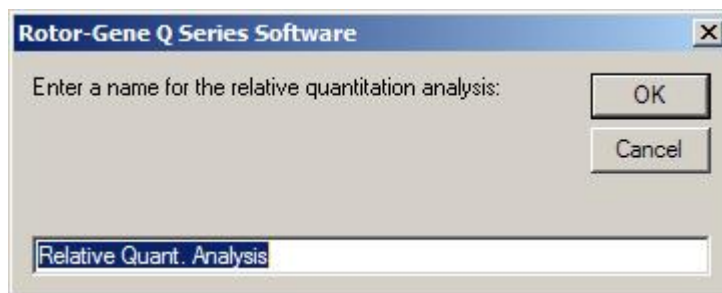 Rotor-Gene Q Series Software
Enter a name for the relative quantitation analysis:
OK
Cancel
Relative Quant. Analysis